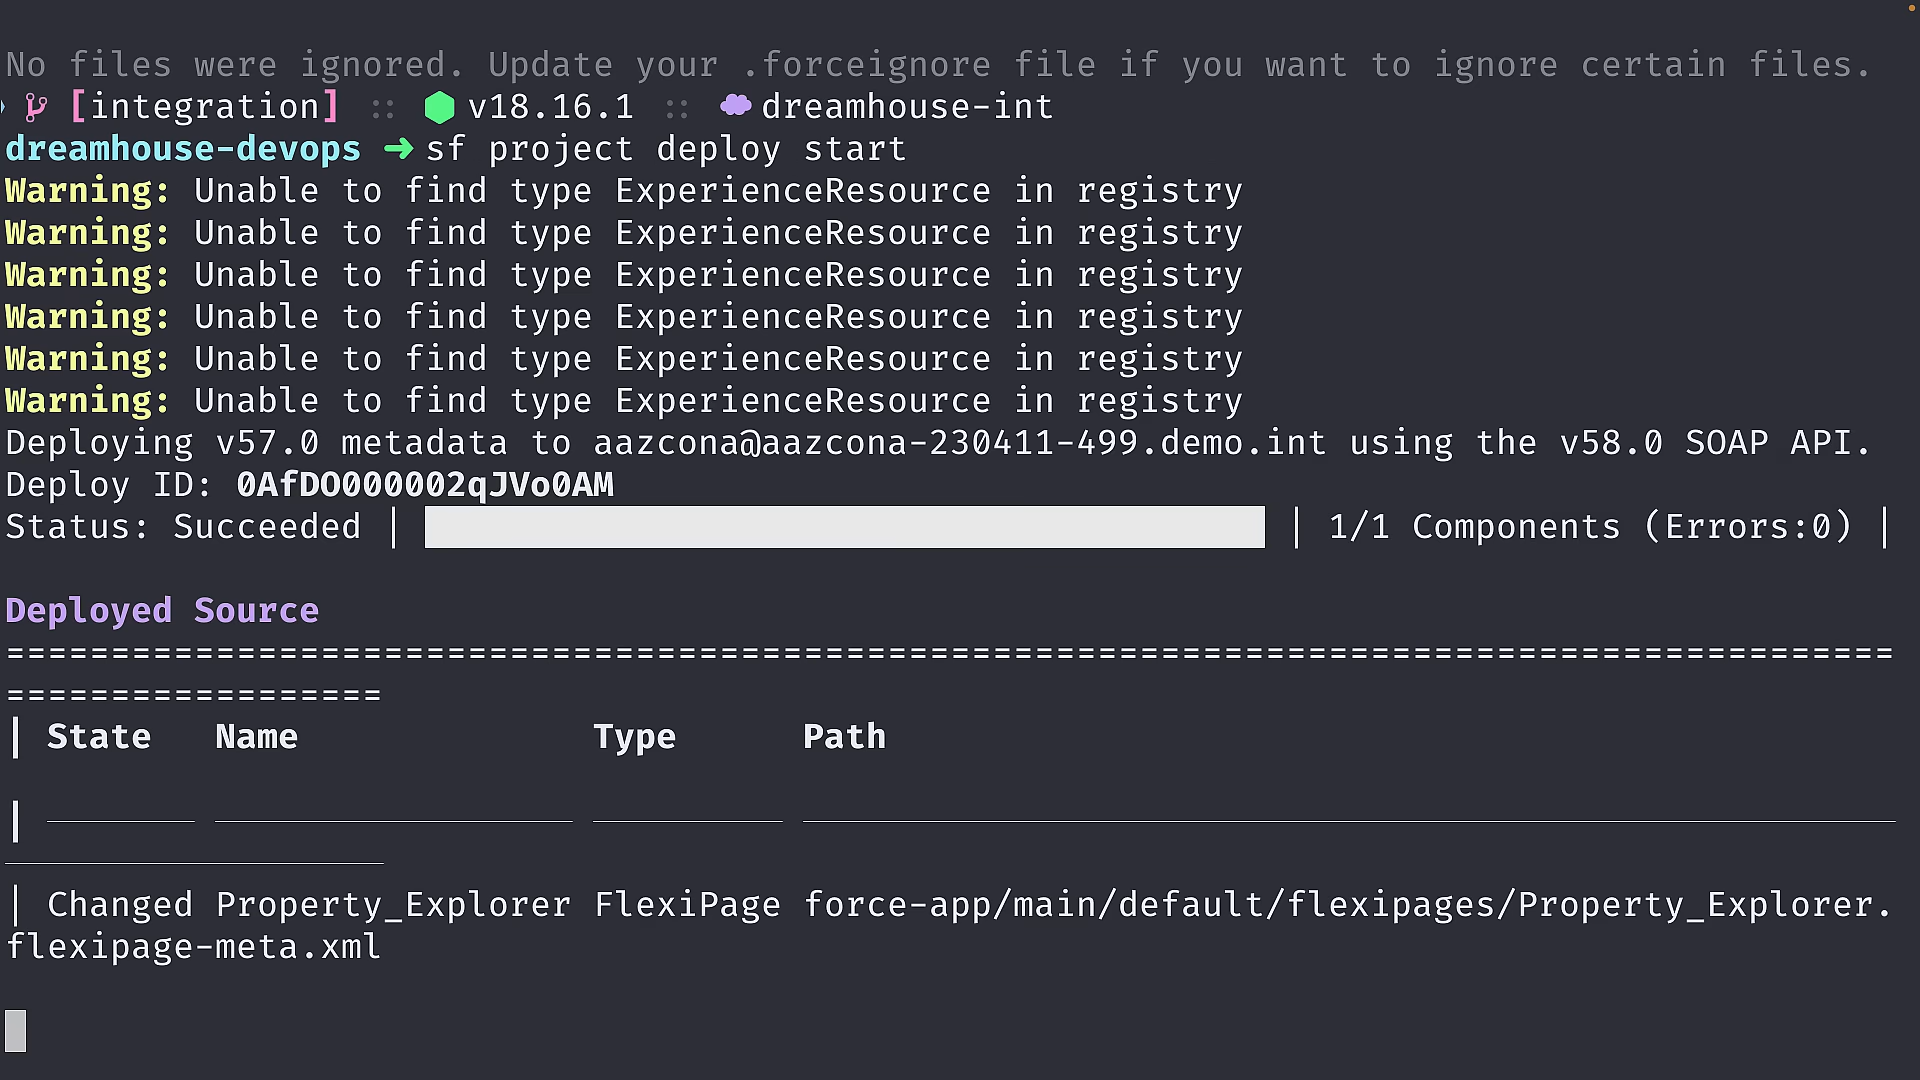 No files were ignored. Update your .forceignore file if you want to ignore certain files.
[integration] :: v18.16.1 :: dreamhouse-int
dreamhouse-devops ➜ sf project deploy start
Warning: Unable to find type ExperienceResource in registry
Warning: Unable to find type ExperienceResource in registry
Warning: Unable to find type ExperienceResource in registry
Warning: Unable to find type ExperienceResource in registry
Warning: Unable to find type ExperienceResource in registry
Warning: Unable to find type ExperienceResource in registry
Deploying v57.0 metadata to aazcona@aazcona-230411-499.demo.int using the v58.0 SOAP API.
Deploy ID: 0AfDO000002qJVo0AM
Status: Succeeded | | 1/1 Components (Errors:0) |
Deployed Source
==========================================================================================
==================
| State Name Type Path
|
| Changed Property_Explorer FlexiPage force-app/main/default/flexipages/Property_Explorer.
flexipage-meta.xml